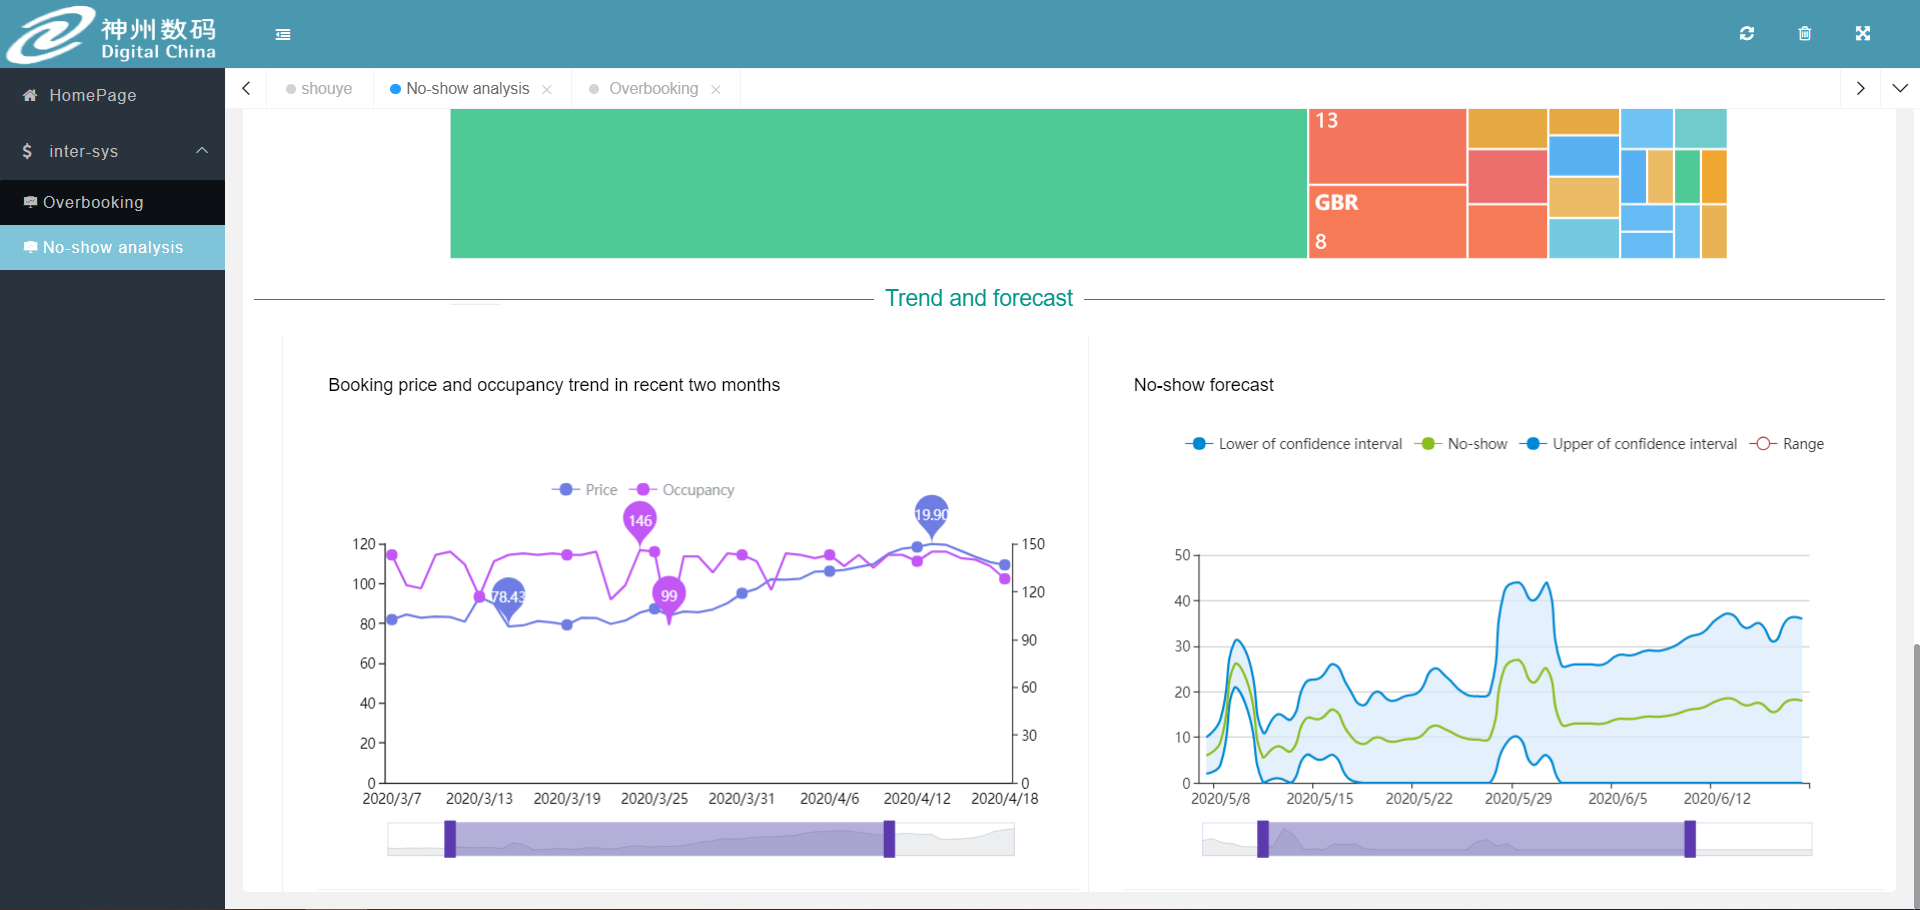 神州数码
Digital China
HomePage
inter-sys
Overbooking
No-show analysis
shouye
No-show analysis
Overbooking
13
GBR
8
Trend and forecast
Booking price and occupancy trend in recent two months
Price
Occupancy
146
19.90
78.43
99
120
100
80
60
40
20
0
150
120
90
60
30
0
2020/3/7
2020/3/13
2020/3/19
2020/3/25
2020/3/31
2020/4/6
2020/4/12
2020/4/18
No-show forecast
Lower of confidence interval
No-show
Upper of confidence interval
Range
50
40
30
20
10
0
2020/5/8
2020/5/15
2020/5/22
2020/5/29
2020/6/5
2020/6/12